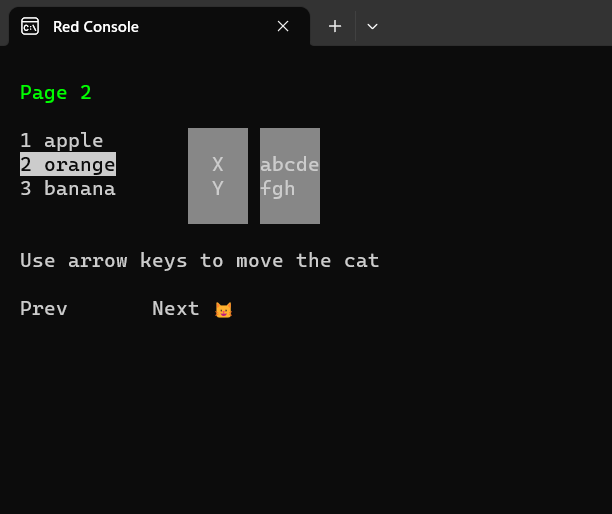 C:\ Red Console
Page 2
1 apple
2 orange X abcde
3 banana Y fgh
Use arrow keys to move the cat
Prev Next